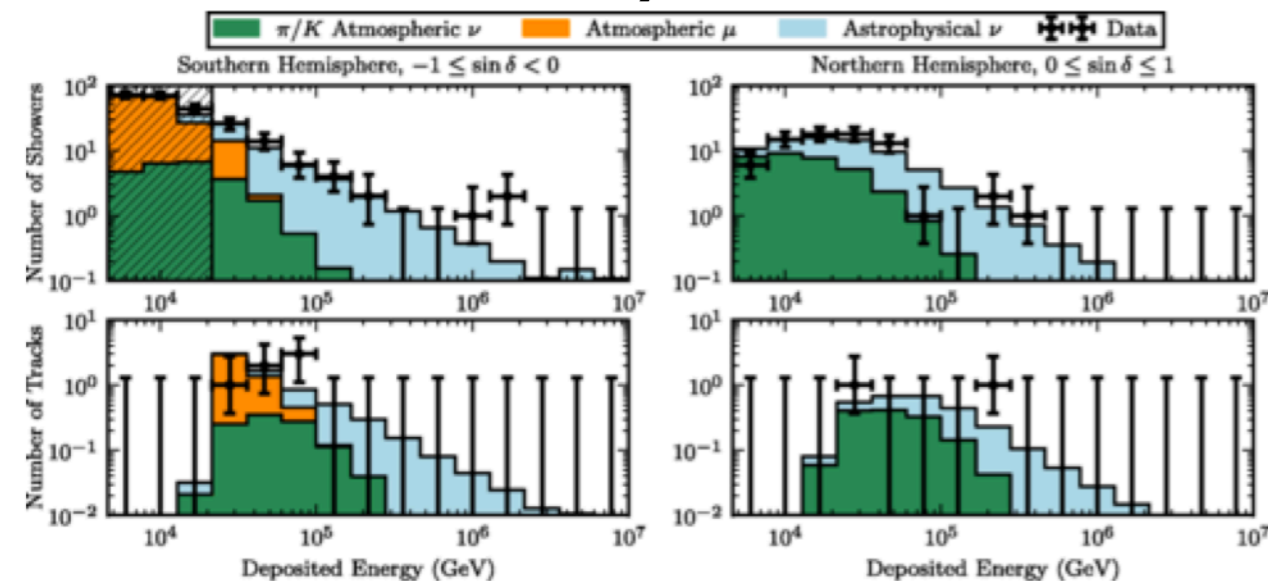 π/K Atmospheric ν Atmospheric μ Astrophysical ν Data
Southern Hemisphere, −1 ≤ sin δ < 0
Northern Hemisphere, 0 ≤ sin δ ≤ 1
Number of Showers
10² 10¹ 10⁰ 10⁻¹
10⁴ 10⁵ 10⁶ 10⁷
10² 10¹ 10⁰ 10⁻¹
10⁴ 10⁵ 10⁶ 10⁷
Number of Tracks
10¹ 10⁰ 10⁻¹ 10⁻²
10⁴ 10⁵ 10⁶ 10⁷
Deposited Energy (GeV)
10¹ 10⁰ 10⁻¹ 10⁻²
10⁴ 10⁵ 10⁶ 10⁷
Deposited Energy (GeV)